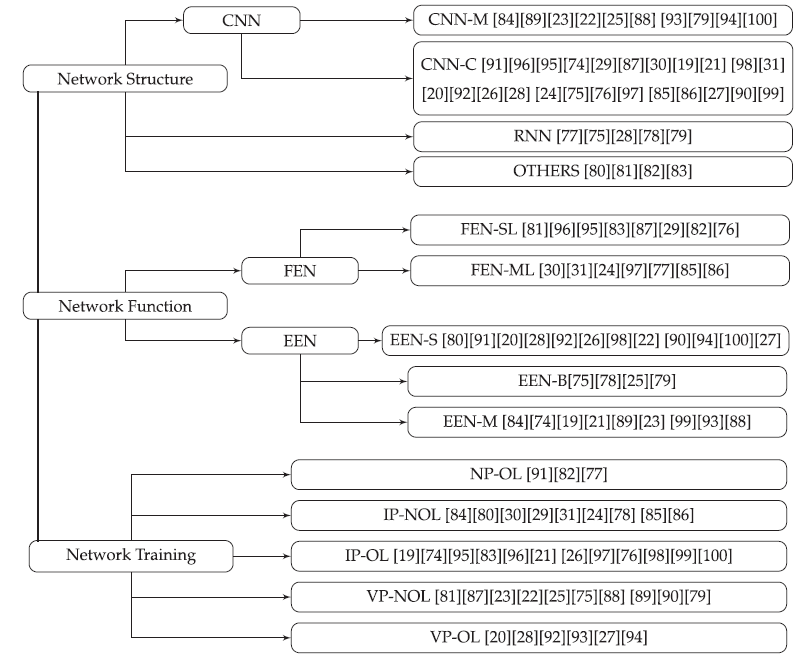 CNN
CNN-M [84][89][23][22][25][88] [93][79][94][100]
Network Structure
CNN-C [91][96][95][74][29][87][30][19][21] [98][31]
[20][92][26][28] [24][75][76][97] [85][86][27][90][99]
RNN [77][75][28][78][79]
OTHERS [80][81][82][83]
FEN-SL [81][96][95][83][87][29][82][76]
FEN
FEN-ML [30][31][24][97][77][85][86]
Network Function
EEN
EEN-S [80][91][20][28][92][26][98][22] [90][94][100][27]
EEN-B[75][78][25][79]
EEN-M [84][74][19][21][89][23] [99][93][88]
NP-OL [91][82][77]
IP-NOL [84][80][30][29][31][24][78] [85][86]
Network Training
IP-OL [19][74][95][83][96][21] [26][97][76][98][99][100]
VP-NOL [81][87][23][22][25][75][88] [89][90][79]
VP-OL [20][28][92][93][27][94]